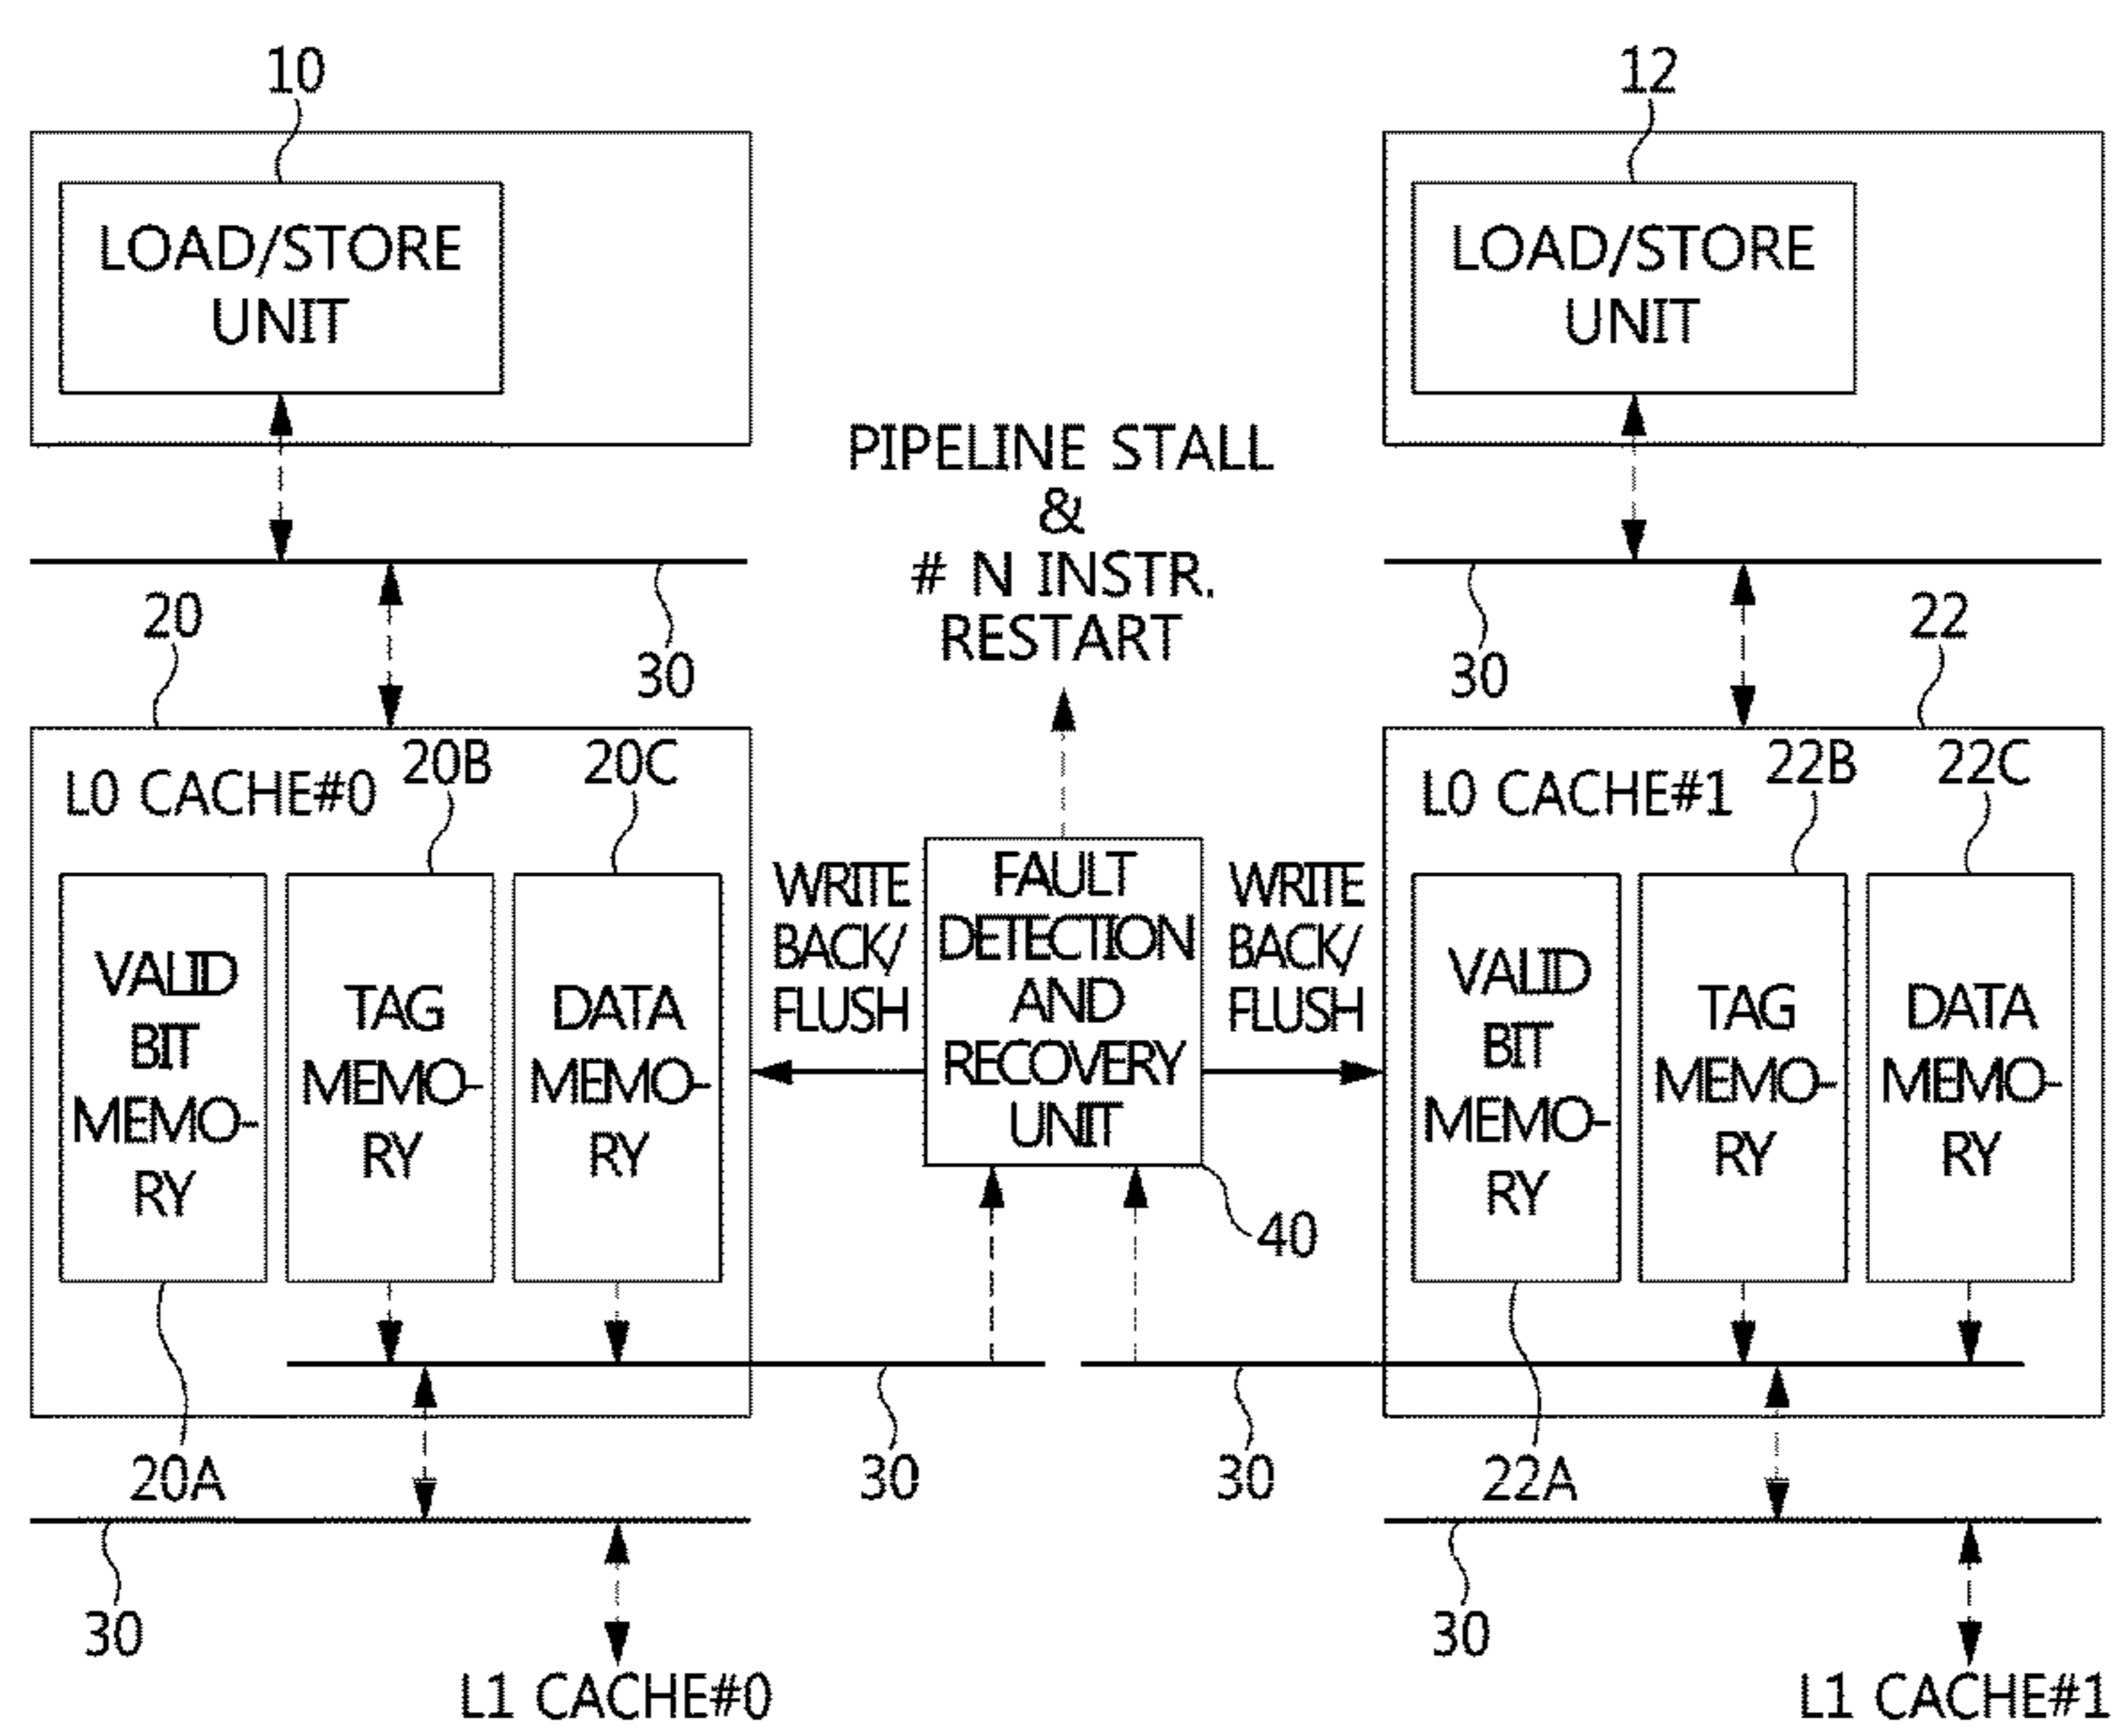 10
12
LOAD/STORE
UNIT
LOAD/STORE
UNIT
PIPELINE STALL
&
# N INSTR.
RESTART
20
30
30
22
L0 CACHE#0
20B
20C
VALID
BIT
MEMO-
RY
TAG
MEMO-
RY
DATA
MEMO-
RY
WRITE
BACK/
FLUSH
FAULT
DETECTION
AND
RECOVERY
UNIT
WRITE
BACK/
FLUSH
40
L0 CACHE#1
22B
22C
VALID
BIT
MEMO-
RY
TAG
MEMO-
RY
DATA
MEMO-
RY
20A
30
30
22A
30
30
L1 CACHE#0
L1 CACHE#1